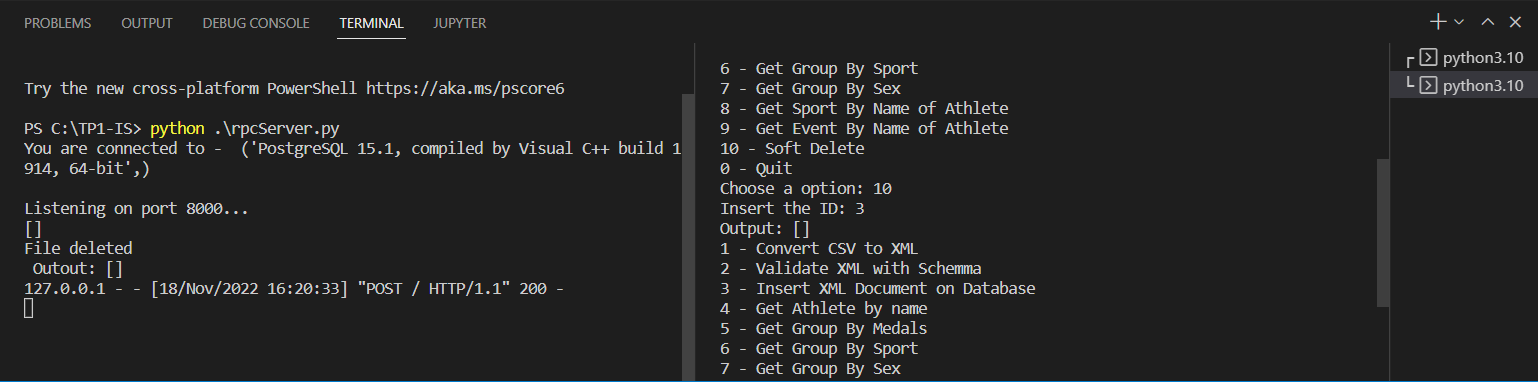 PROBLEMS OUTPUT DEBUG CONSOLE TERMINAL JUPYTER
Try the new cross-platform PowerShell https://aka.ms/pscore6
PS C:\TP1-IS> python .\rpcServer.py
You are connected to -  ('PostgreSQL 15.1, compiled by Visual C++ build 1
914, 64-bit',)
Listening on port 8000...
[]
File deleted
 Outout: []
127.0.0.1 - - [18/Nov/2022 16:20:33] "POST / HTTP/1.1" 200 -
6 - Get Group By Sport
7 - Get Group By Sex
8 - Get Sport By Name of Athlete
9 - Get Event By Name of Athlete
10 - Soft Delete
0 - Quit
Choose a option: 10
Insert the ID: 3
Output: []
1 - Convert CSV to XML
2 - Validate XML with Schemma
3 - Insert XML Document on Database
4 - Get Athlete by name
5 - Get Group By Medals
6 - Get Group By Sport
7 - Get Group By Sex
python3.10
python3.10